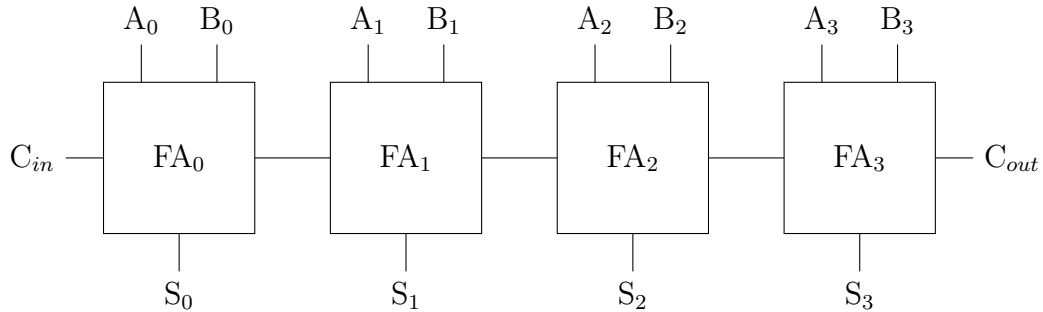 A₀ B₀ A₁ B₁ A₂ B₂ A₃ B₃
Cᵢₙ FA₀ FA₁ FA₂ FA₃ Cₒᵤₜ
S₀ S₁ S₂ S₃